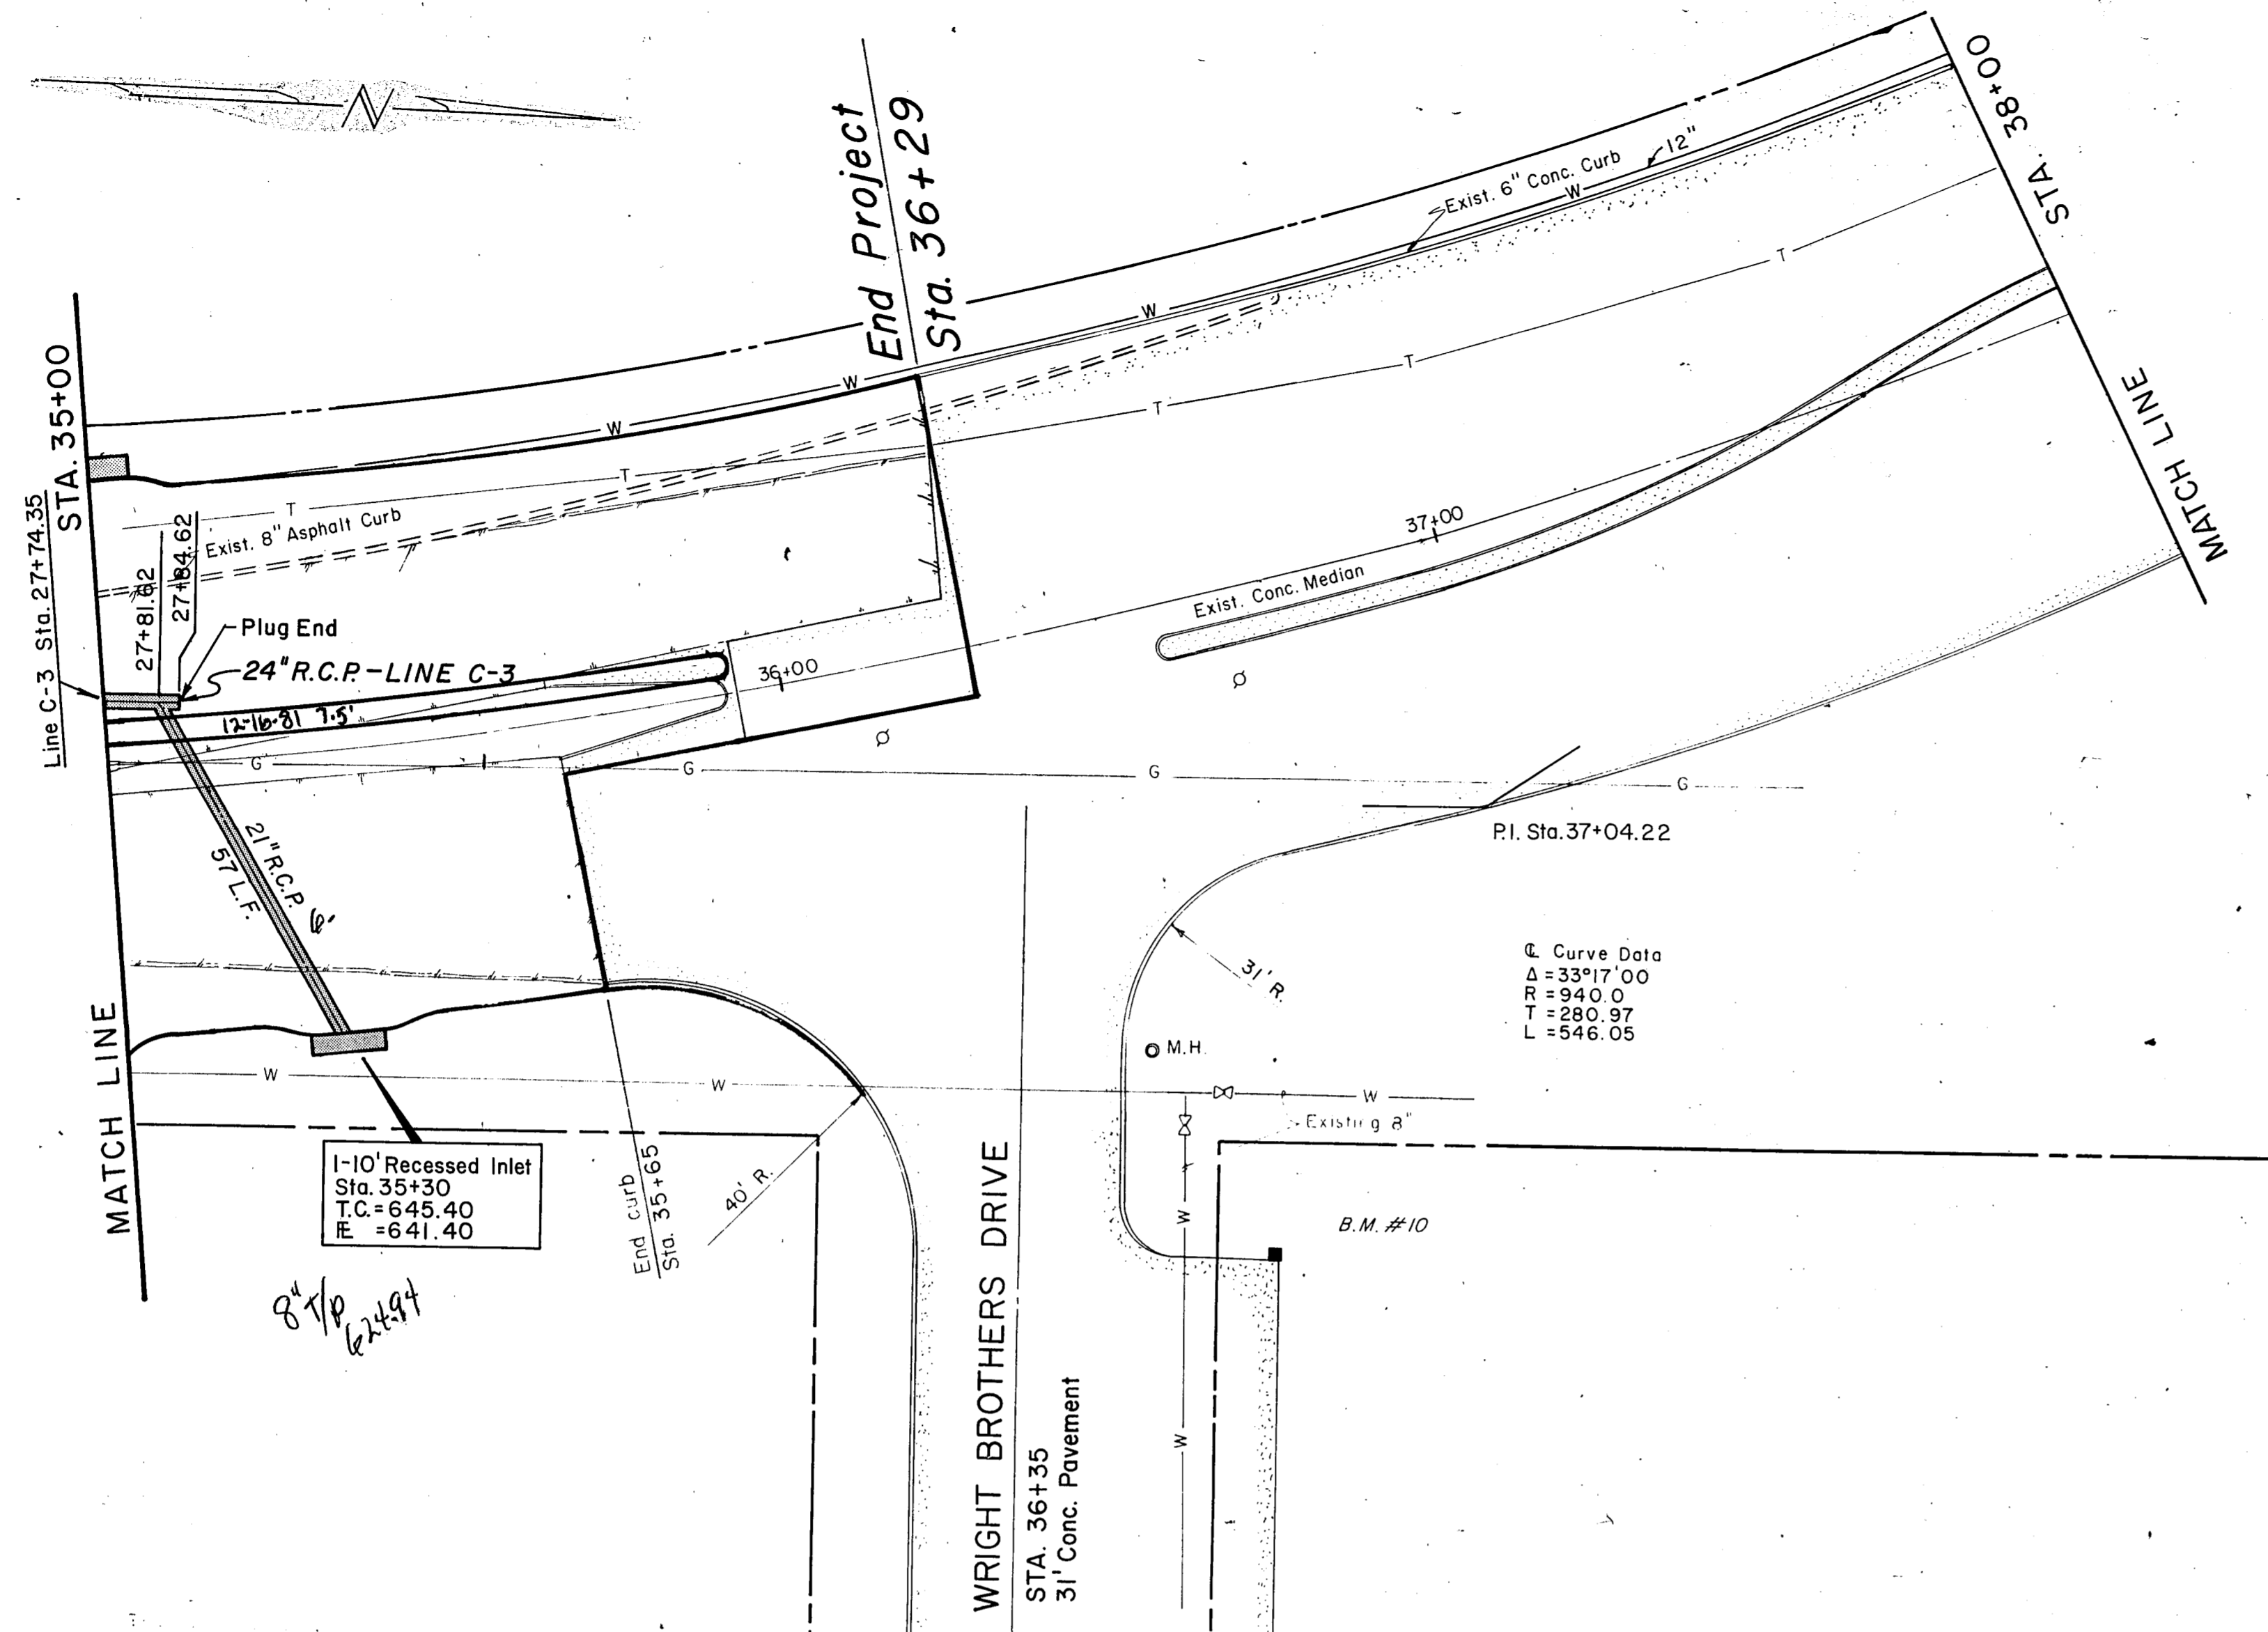 N
End Project
Sta. 36+29
STA. 38+00
MATCH LINE
12"
Exist. 6" Conc. Curb
W
W
W
W
T
T
T
T
T
STA. 35+00
MATCH LINE
Line C-3 Sta. 27+74.35
27+81.62
27+84.62
Exist. 8" Asphalt Curb
Plug End
24" R.C.P. - LINE C-3
12-16-81 7.5'
36+00
37+00
Exist. Conc. Median
G
G
G
G
P.I. Sta. 37+04.22
21" R.C.P.
57 L.F.
6.
31' R.
℄ Curve Data
Δ = 33°17'00
R = 940.0
T = 280.97
L = 546.05
M.H.
W
W
W
Existing 8"
1-10' Recessed Inlet
Sta. 35+30
T.C. = 645.40
FL = 641.40
8" T/P
624.94
End curb
Sta. 35+65
40' R.
W
W
B.M. #10
WRIGHT BROTHERS DRIVE
STA. 36+35
31' Conc. Pavement